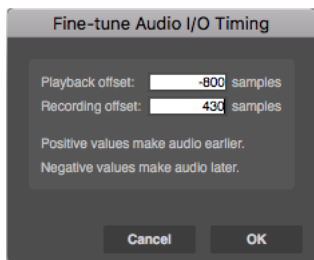 Fine-tune Audio I/O Timing
Playback offset: -800 samples
Recording offset: 430 samples
Positive values make audio earlier.
Negative values make audio later.
Cancel OK